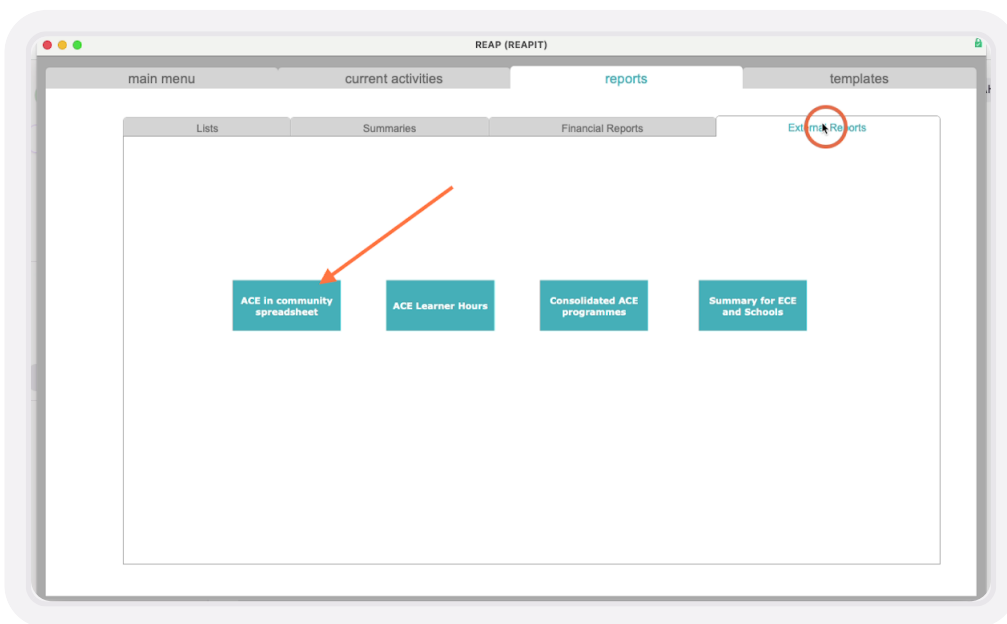 REAP (REAPIT)
main menu
current activities
reports
templates
Lists
Summaries
Financial Reports
External Reports
ACE in community
spreadsheet
ACE Learner Hours
Consolidated ACE
programmes
Summary for ECE
and Schools